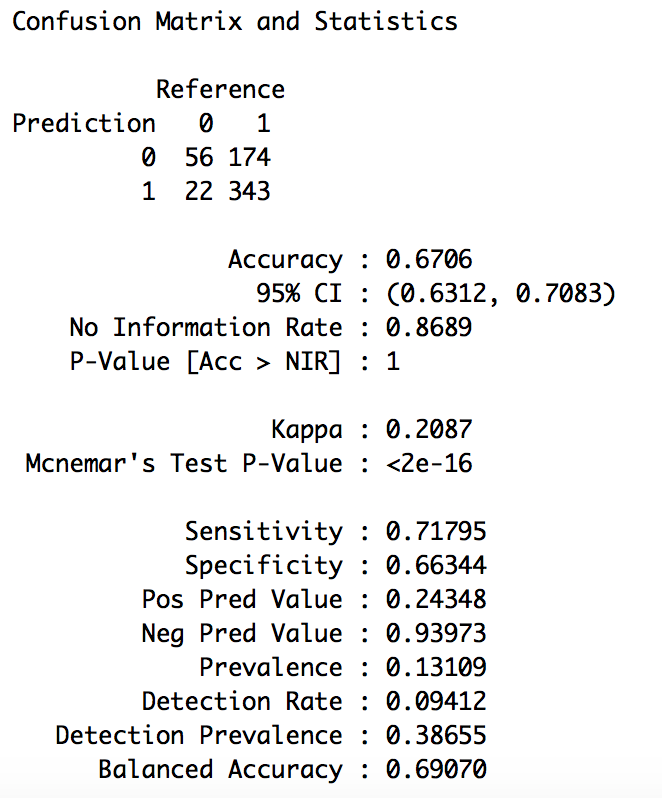 Confusion Matrix and Statistics
Reference
Prediction 0 1
0 56 174
1 22 343
Accuracy : 0.6706
95% CI : (0.6312, 0.7083)
No Information Rate : 0.8689
P-Value [Acc > NIR] : 1
Kappa : 0.2087
Mcnemar's Test P-Value : <2e-16
Sensitivity : 0.71795
Specificity : 0.66344
Pos Pred Value : 0.24348
Neg Pred Value : 0.93973
Prevalence : 0.13109
Detection Rate : 0.09412
Detection Prevalence : 0.38655
Balanced Accuracy : 0.69070